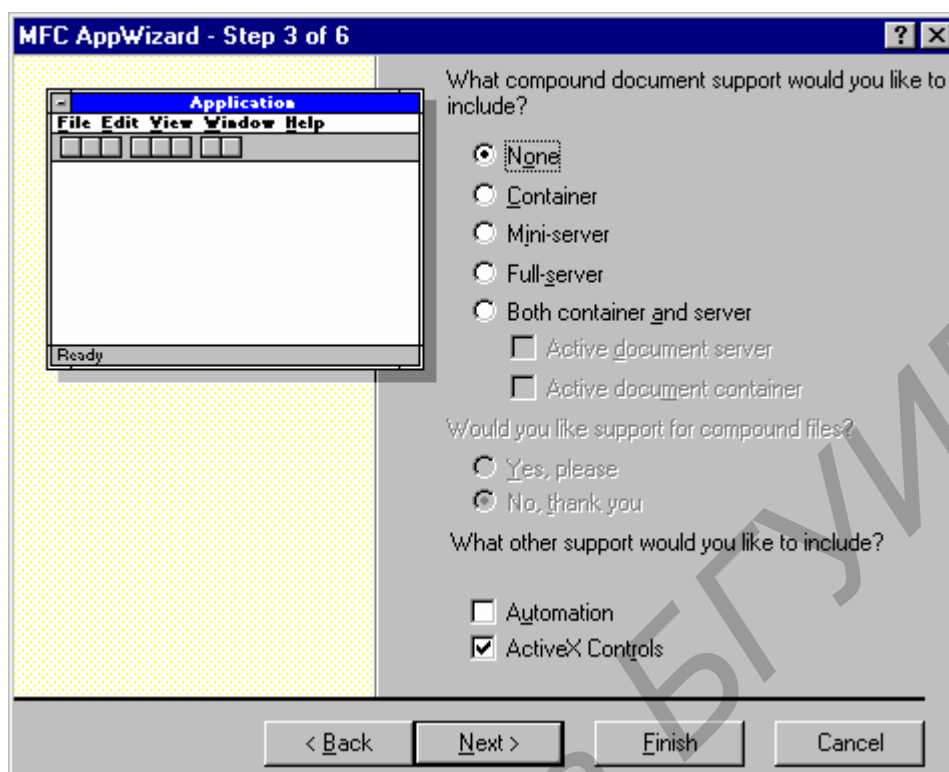 MFC AppWizard - Step 3 of 6
Application
File Edit View Window Help
Ready
What compound document support would you like to
include?
None
Container
Mini-server
Full-server
Both container and server
Active document server
Active document container
Would you like support for compound files?
Yes, please
No, thank you
What other support would you like to include?
Automation
ActiveX Controls
< Back
Next >
Finish
Cancel
БГУИ